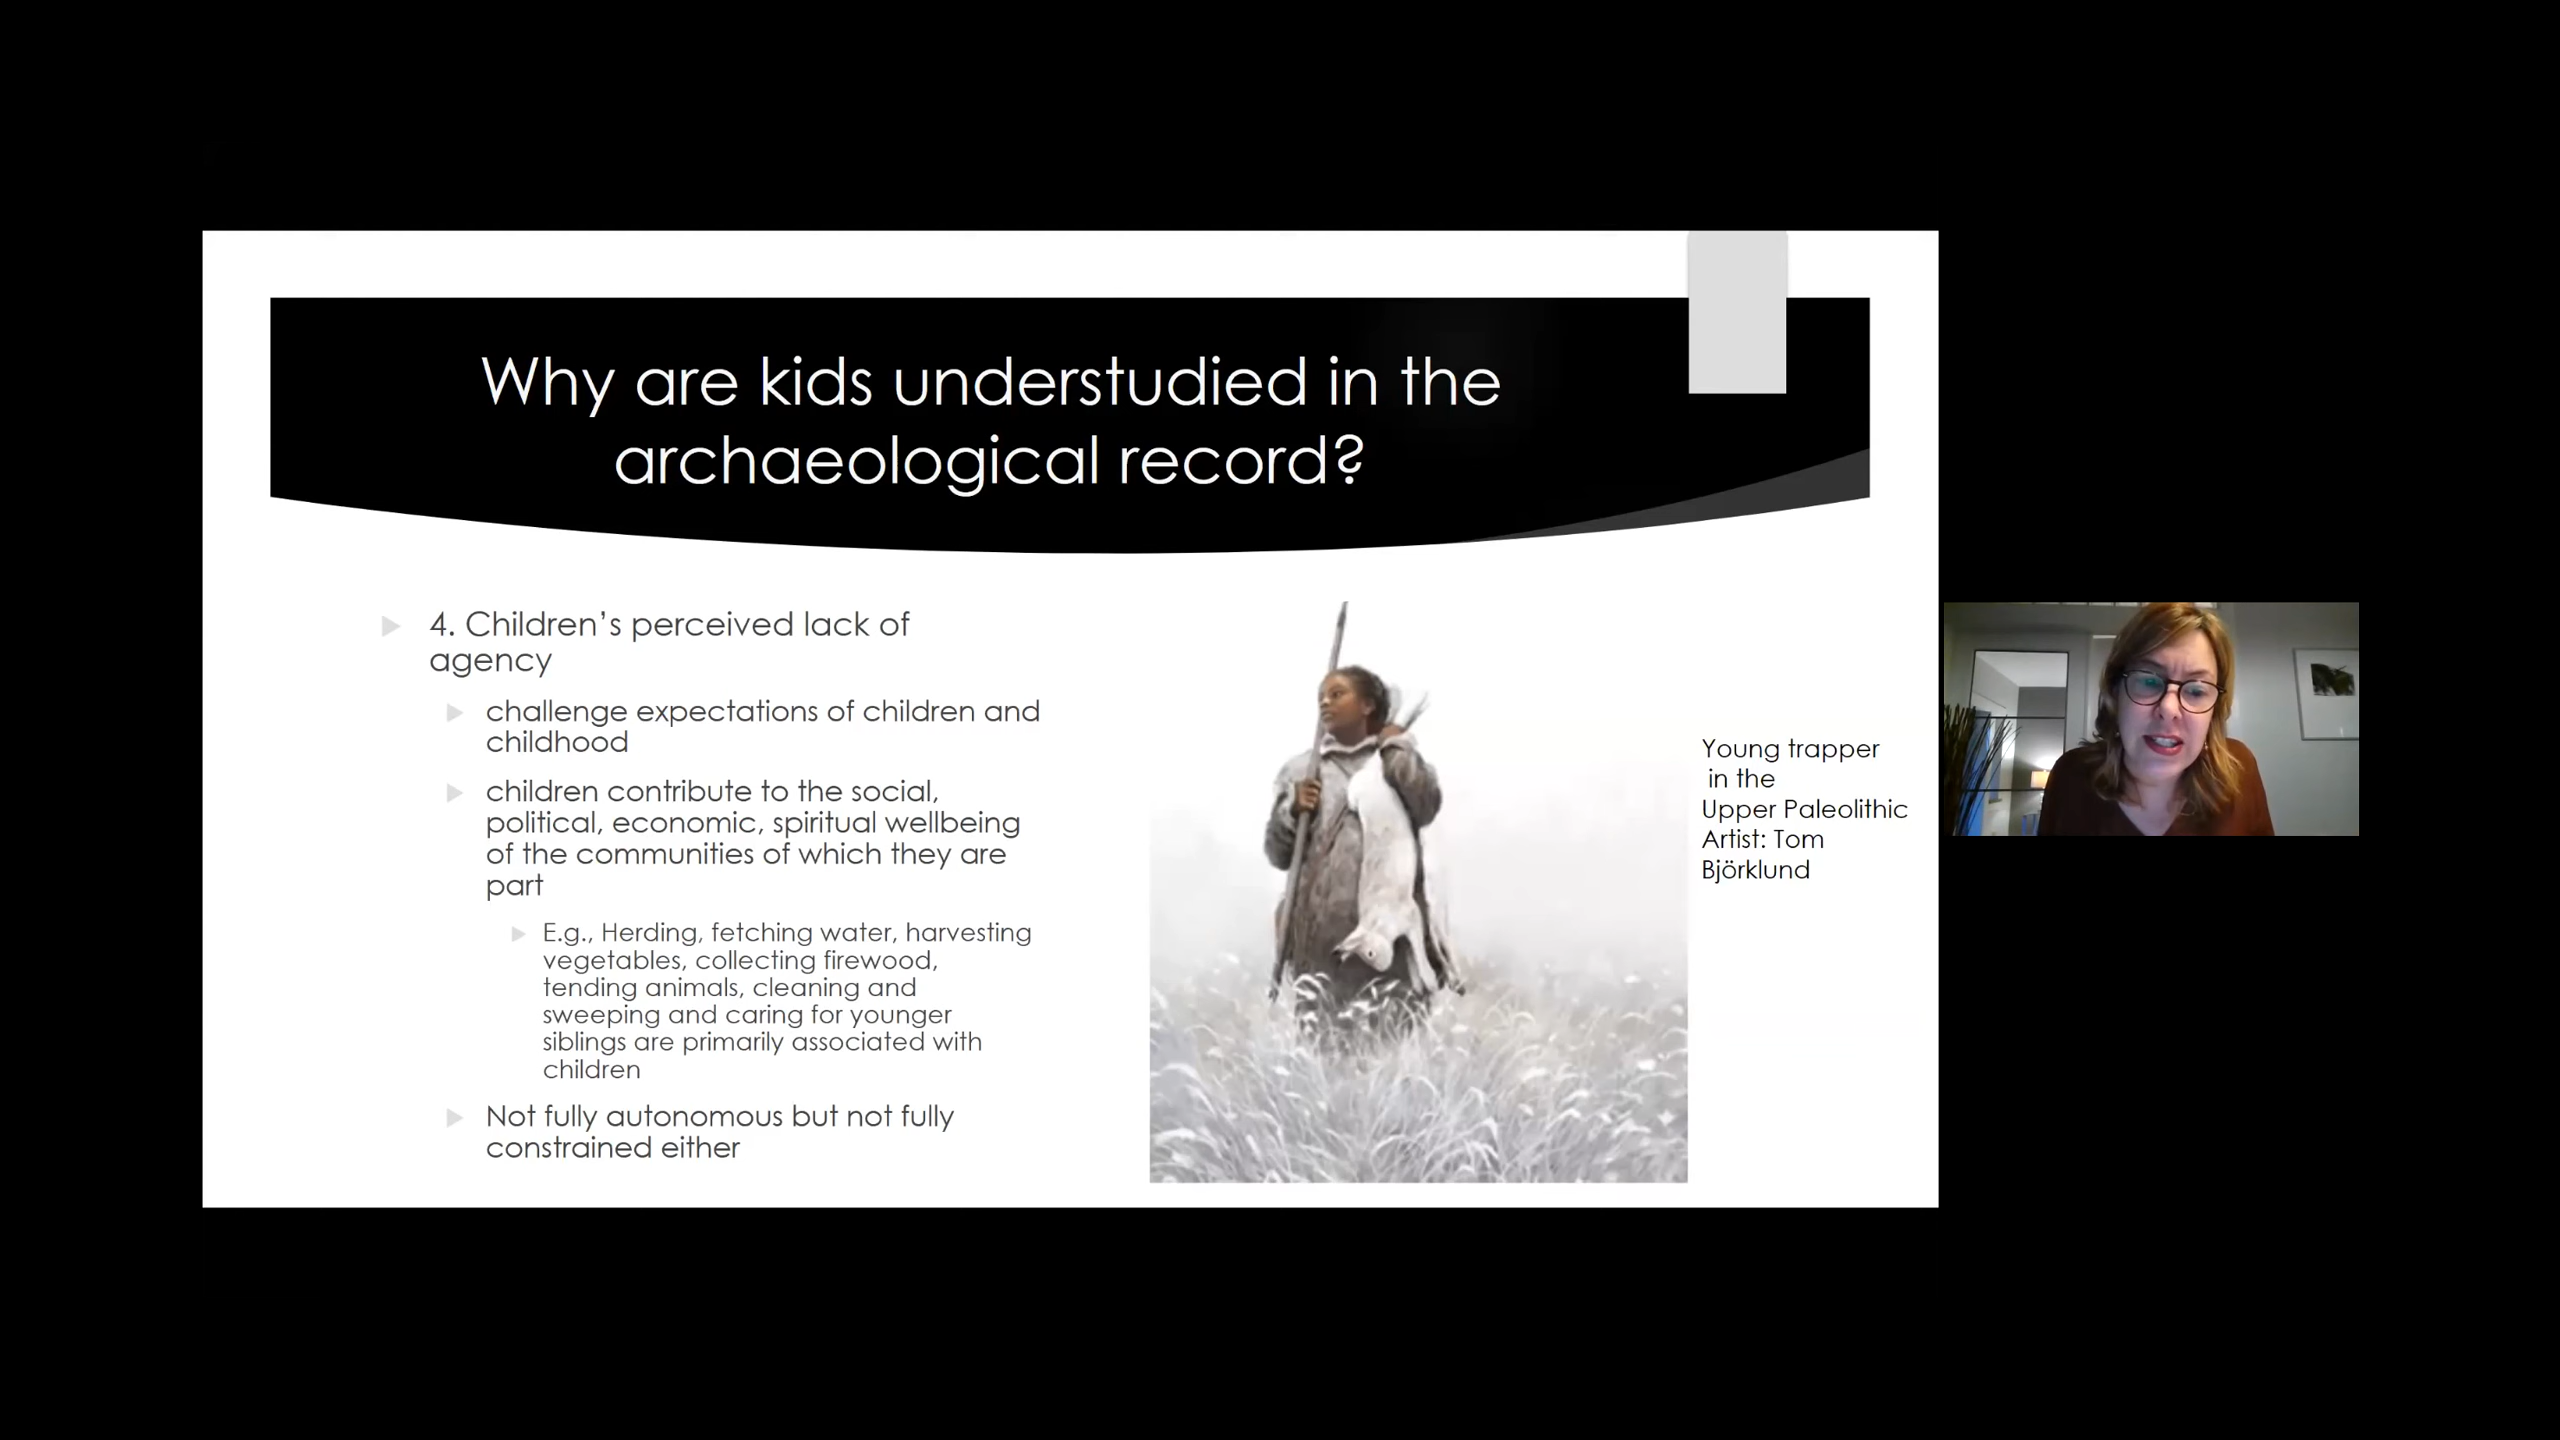 Why are kids understudied in the
archaeological record?
4. Children’s perceived lack of
agency
challenge expectations of children and
childhood
children contribute to the social,
political, economic, spiritual wellbeing
of the communities of which they are
part
E.g., Herding, fetching water, harvesting
vegetables, collecting firewood,
tending animals, cleaning and
sweeping and caring for younger
siblings are primarily associated with
children
Not fully autonomous but not fully
constrained either
Young trapper
in the
Upper Paleolithic
Artist: Tom
Björklund